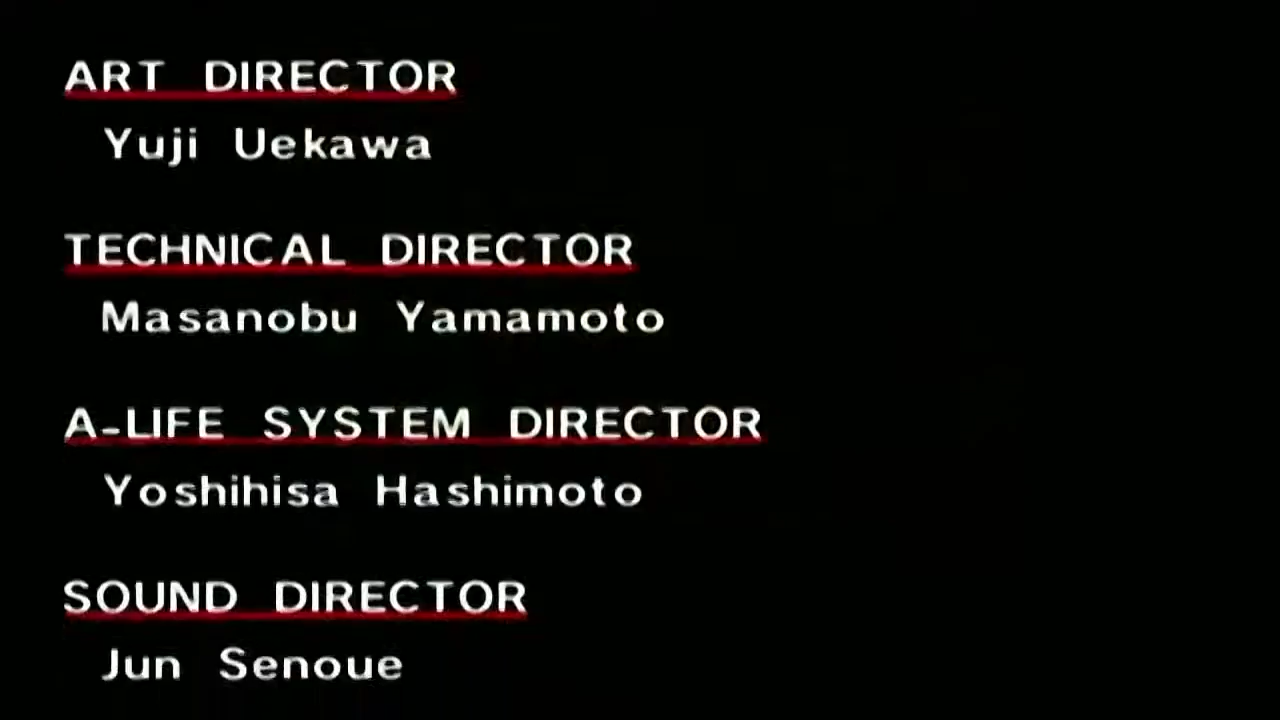 ART DIRECTOR
Yuji Uekawa
TECHNICAL DIRECTOR
Masanobu Yamamoto
A-LIFE SYSTEM DIRECTOR
Yoshihisa Hashimoto
SOUND DIRECTOR
Jun Senoue